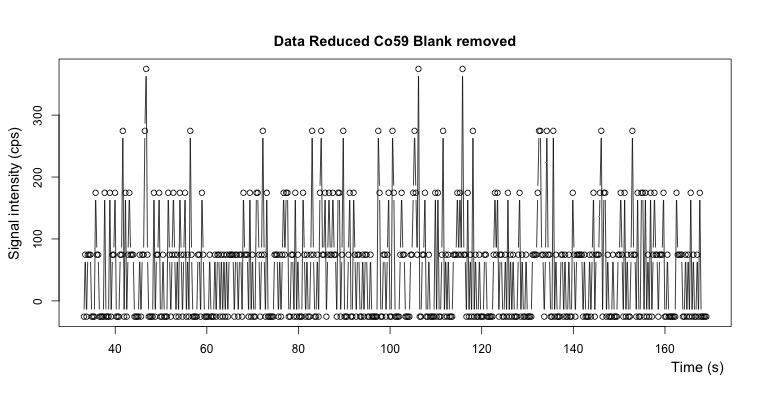 Data Reduced Co59 Blank removed
Signal intensity (cps)
300
200
100
0
40 60 80 100 120 140 160
Time (s)